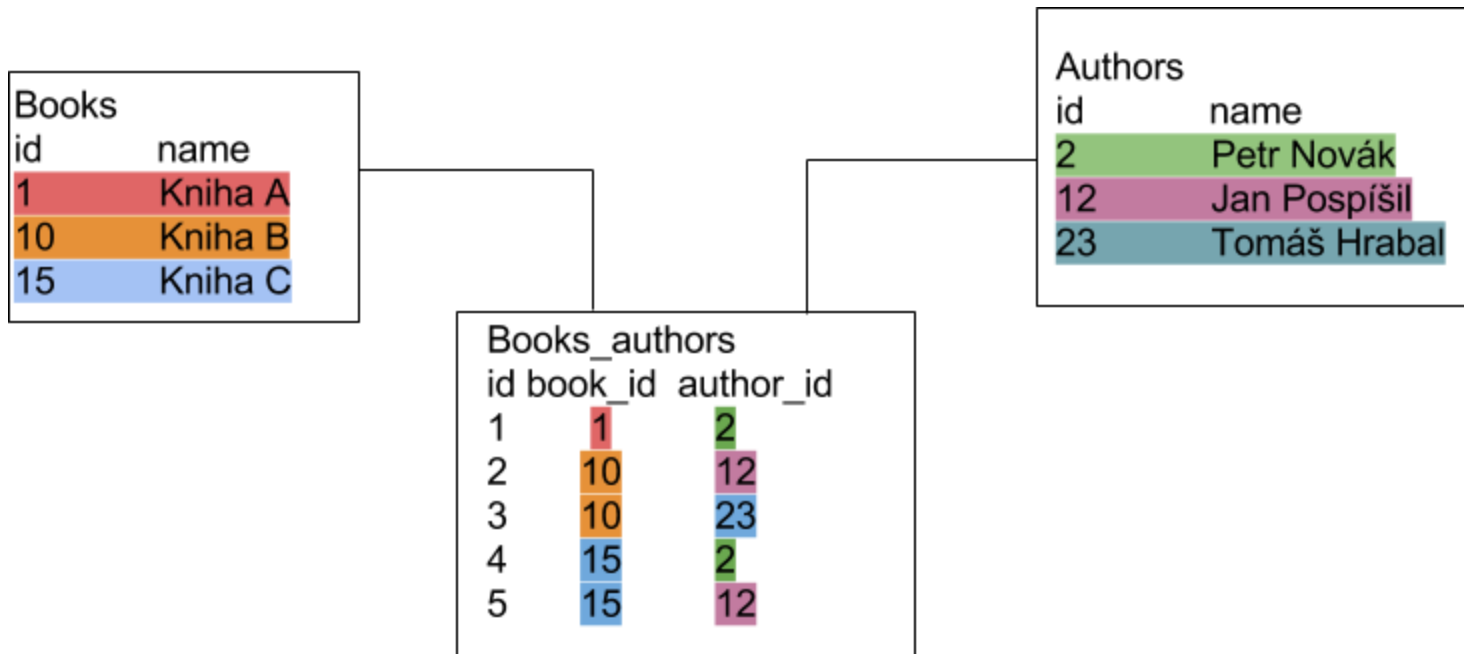 Books
id name
1 Kniha A
10 Kniha B
15 Kniha C
Authors
id name
2 Petr Novák
12 Jan Pospíšil
23 Tomáš Hrabal
Books_authors
id book_id author_id
1 1 2
2 10 12
3 10 23
4 15 2
5 15 12